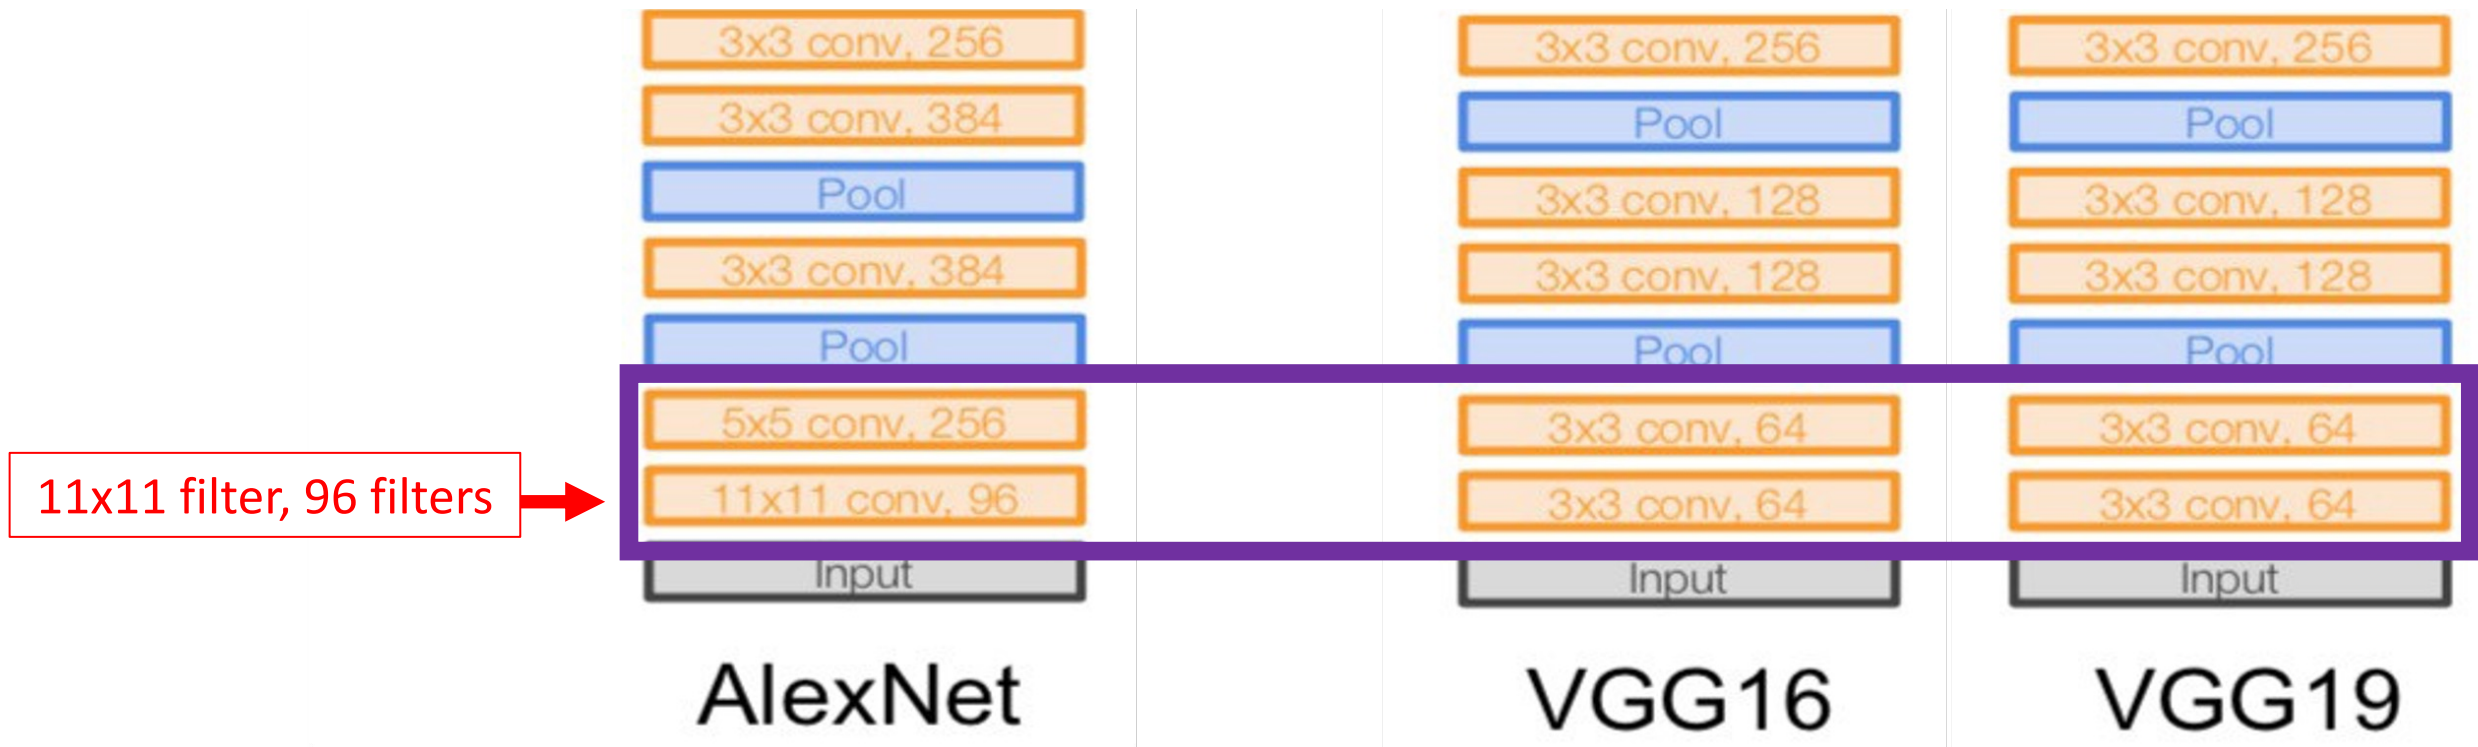 3x3 conv, 256
3x3 conv, 384
Pool
3x3 conv, 384
Pool
5x5 conv, 256
11x11 conv, 96
Input
AlexNet
11x11 filter, 96 filters
3x3 conv, 256
Pool
3x3 conv, 128
3x3 conv, 128
Pool
3x3 conv, 64
3x3 conv, 64
Input
VGG16
3x3 conv, 256
Pool
3x3 conv, 128
3x3 conv, 128
Pool
3x3 conv, 64
3x3 conv, 64
Input
VGG19